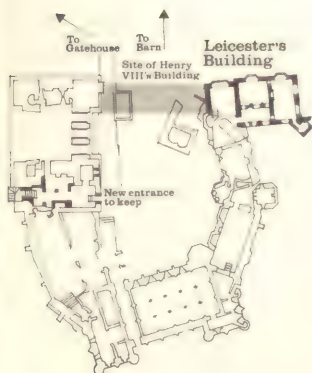 To
Gatehouse
To
Barn
Leicester's
Building
Site of Henry
VIII's Building
New entrance
to keep